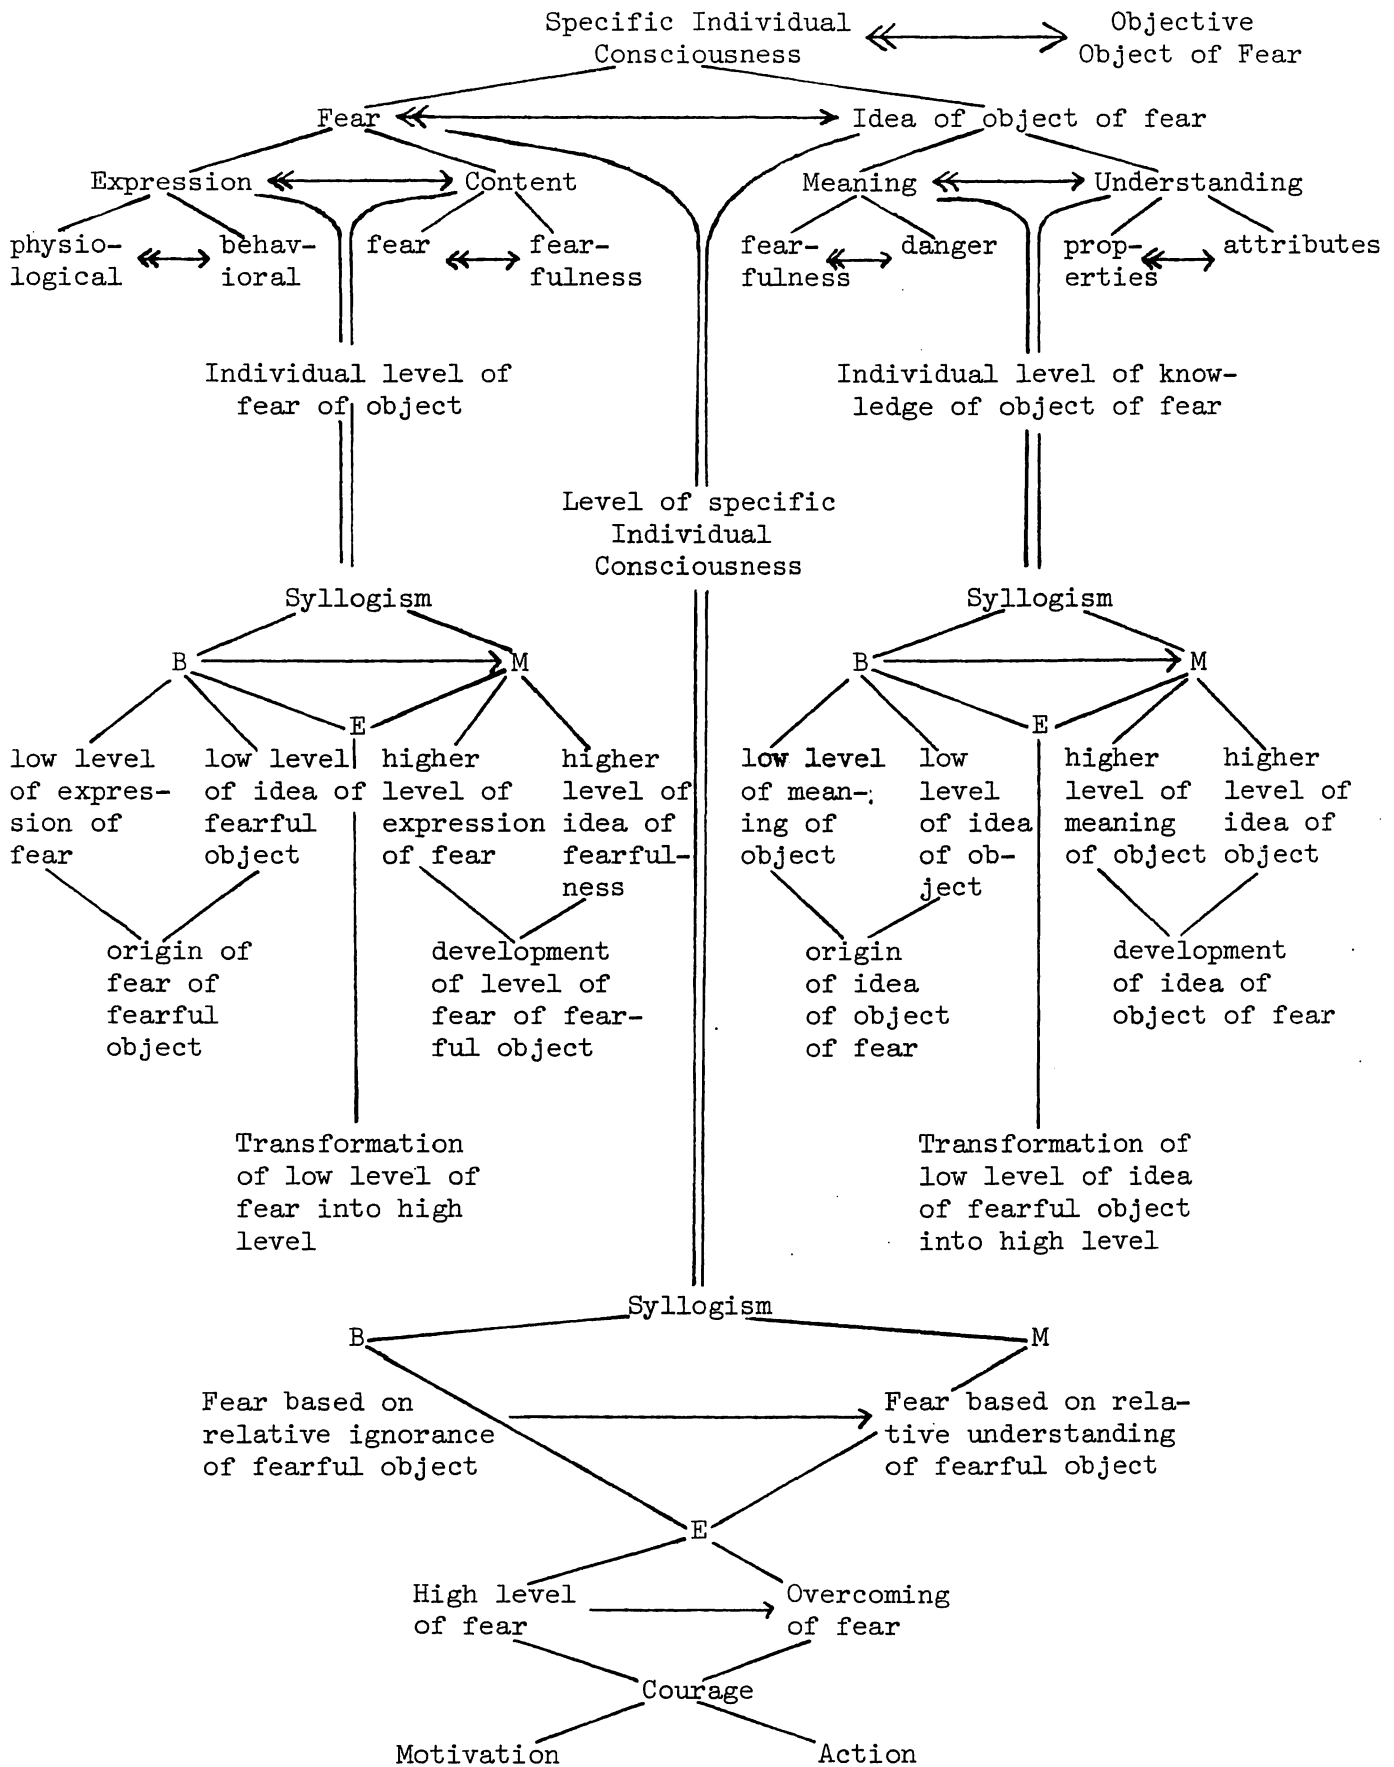 Specific Individual
Consciousness
Objective
Object of Fear
Fear
Idea of object of fear
Expression
Content
Meaning
Understanding
physio-
logical
behav-
ioral
fear
fear-
fulness
fear-
fulness
danger
prop-
erties
attributes
Individual level of
fear of object
Individual level of know-
ledge of object of fear
Level of specific
Individual
Consciousness
Syllogism
B
M
E
low level
of expres-
sion of
fear
low level
of idea of
fearful
object
higher
level of
expression
of fear
higher
level of
idea of
fearful-
ness
origin of
fear of
fearful
object
development
of level of
fear of fear-
ful object
Transformation
of low level of
fear into high
level
Syllogism
B
M
E
low level
of mean-
ing of
object
low
level
of idea
of ob-
ject
higher
level of
meaning
of object
higher
level of
idea of
object
origin
of idea
of object
of fear
development
of idea of
object of fear
Transformation of
low level of idea
of fearful object
into high level
Syllogism
B
M
Fear based on
relative ignorance
of fearful object
Fear based on rela-
tive understanding
of fearful object
E
High level
of fear
Overcoming
of fear
Courage
Motivation
Action